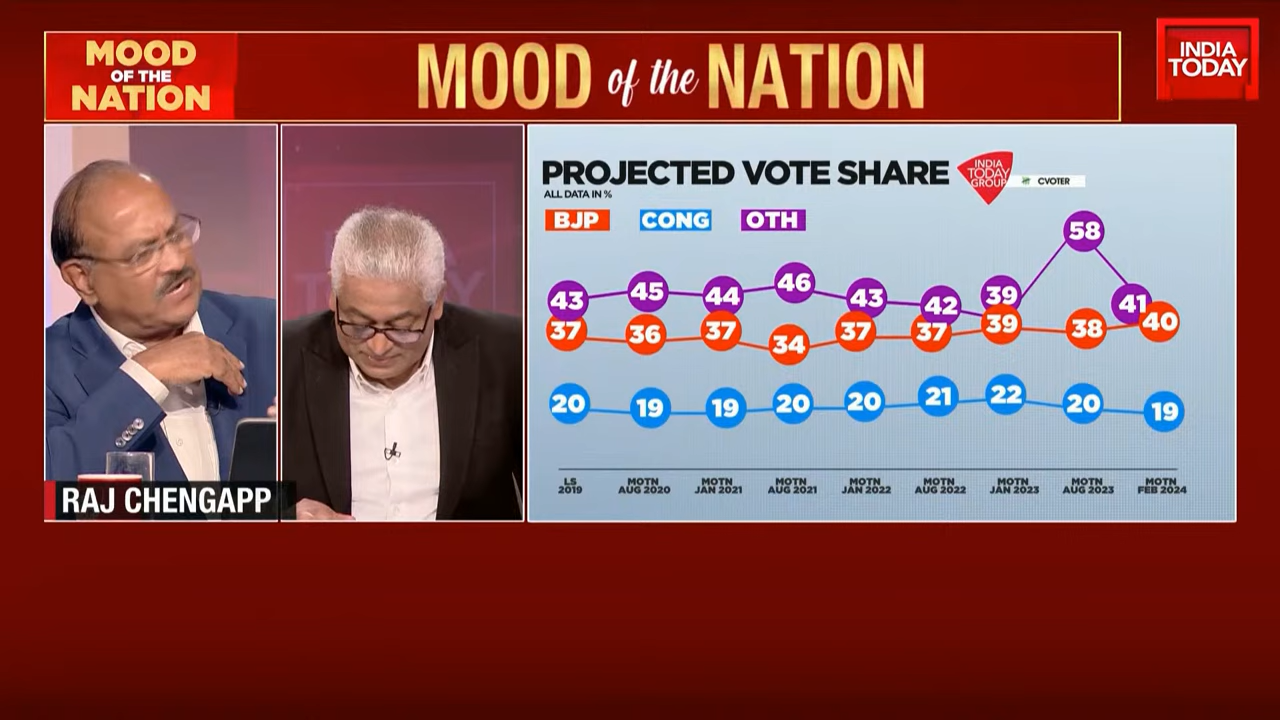 MOOD
OF THE
NATION
MOOD of the NATION
INDIA
TODAY
PROJECTED VOTE SHARE
INDIA
TODAY
GROUP
CVOTER
ALL DATA IN %
BJP CONG OTH
58
43 45 44 46 43 42 39 41
37 36 37 34 37 37 39 38 40
20 19 19 20 20 21 22 20 19
LS
2019
MOTN
AUG 2020
MOTN
JAN 2021
MOTN
AUG 2021
MOTN
JAN 2022
MOTN
AUG 2022
MOTN
JAN 2023
MOTN
AUG 2023
MOTN
FEB 2024
RAJ CHENGAPP